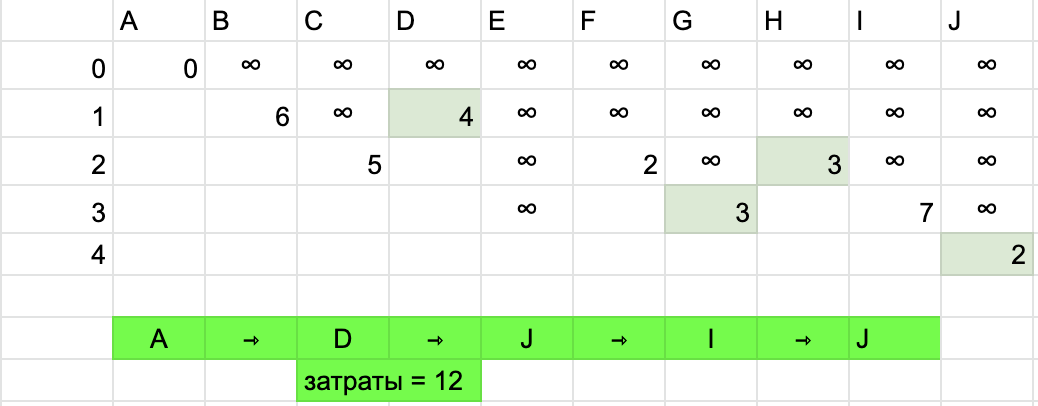 A B C D E F G H I J
0 0 ∞ ∞ ∞ ∞ ∞ ∞ ∞ ∞ ∞
1 6 ∞ 4 ∞ ∞ ∞ ∞ ∞ ∞
2 5 ∞ 2 ∞ 3 ∞ ∞
3 ∞ 3 7 ∞
4 2
A → D → J → I → J
затраты = 12